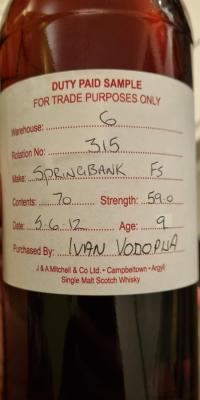 DUTY PAID SAMPLE
FOR TRADE PURPOSES ONLY
Warehouse: 6
Rotation No: 315
Make: SPRINGBANK FS
Contents: 70 Strength: 59.0
Date: 5.6.12 Age: 9
Purchased By: IVAN VODOPIJA
J & A Mitchell & Co Ltd. • Campbeltown • Argyll
Single Malt Scotch Whisky